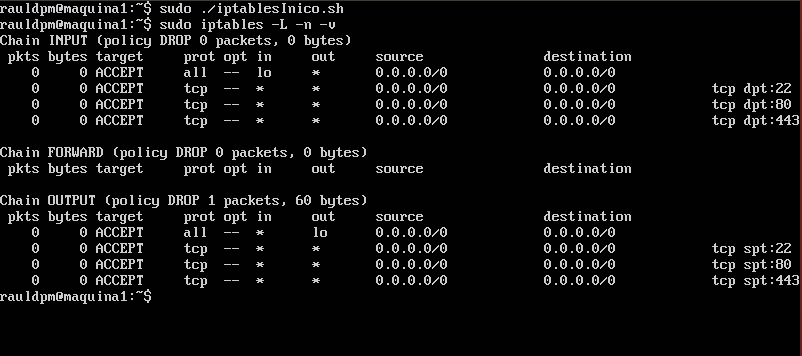 rauldpm@maquina1:~$ sudo ./iptablesInico.sh
rauldpm@maquina1:~$ sudo iptables -L -n -v
Chain INPUT (policy DROP 0 packets, 0 bytes)
 pkts bytes target     prot opt in     out     source               destination
    0     0 ACCEPT     all  --  lo     *       0.0.0.0/0            0.0.0.0/0
    0     0 ACCEPT     tcp  --  *      *       0.0.0.0/0            0.0.0.0/0            tcp dpt:22
    0     0 ACCEPT     tcp  --  *      *       0.0.0.0/0            0.0.0.0/0            tcp dpt:80
    0     0 ACCEPT     tcp  --  *      *       0.0.0.0/0            0.0.0.0/0            tcp dpt:443
Chain FORWARD (policy DROP 0 packets, 0 bytes)
 pkts bytes target     prot opt in     out     source               destination
Chain OUTPUT (policy DROP 1 packets, 60 bytes)
 pkts bytes target     prot opt in     out     source               destination
    0     0 ACCEPT     all  --  *      lo      0.0.0.0/0            0.0.0.0/0
    0     0 ACCEPT     tcp  --  *      *       0.0.0.0/0            0.0.0.0/0            tcp spt:22
    0     0 ACCEPT     tcp  --  *      *       0.0.0.0/0            0.0.0.0/0            tcp spt:80
    0     0 ACCEPT     tcp  --  *      *       0.0.0.0/0            0.0.0.0/0            tcp spt:443
rauldpm@maquina1:~$